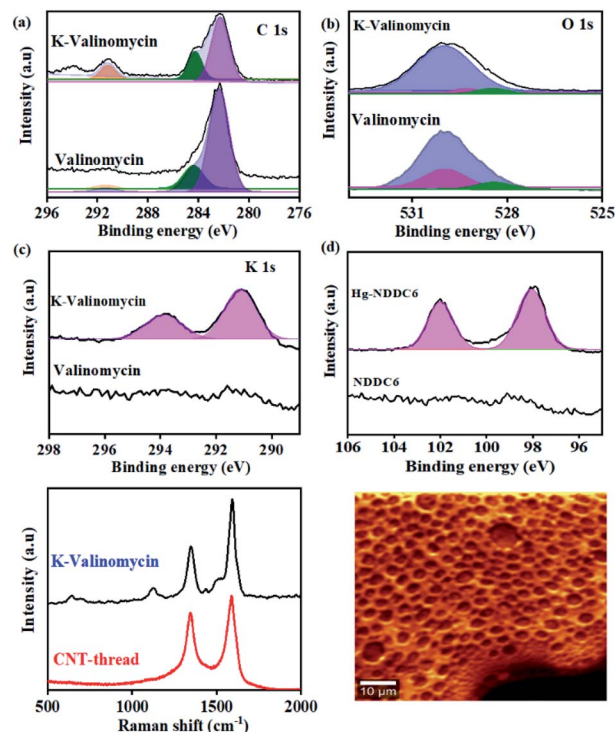 (a)
C 1s
K-Valinomycin
Valinomycin
Intensity (a.u)
296 292 288 284 280 276
Binding energy (eV)
(b)
O 1s
K-Valinomycin
Valinomycin
Intensity (a.u)
531 528 525
Binding energy (eV)
(c)
K 1s
K-Valinomycin
Valinomycin
Intensity (a.u)
298 296 294 292 290
Binding energy (eV)
(d)
Hg-NDDC6
NDDC6
Intensity (a.u)
106 104 102 100 98 96
Binding energy (eV)
K-Valinomycin
CNT-thread
Intensity (a.u)
500 1000 1500 2000
Raman shift (cm⁻¹)
10 µm